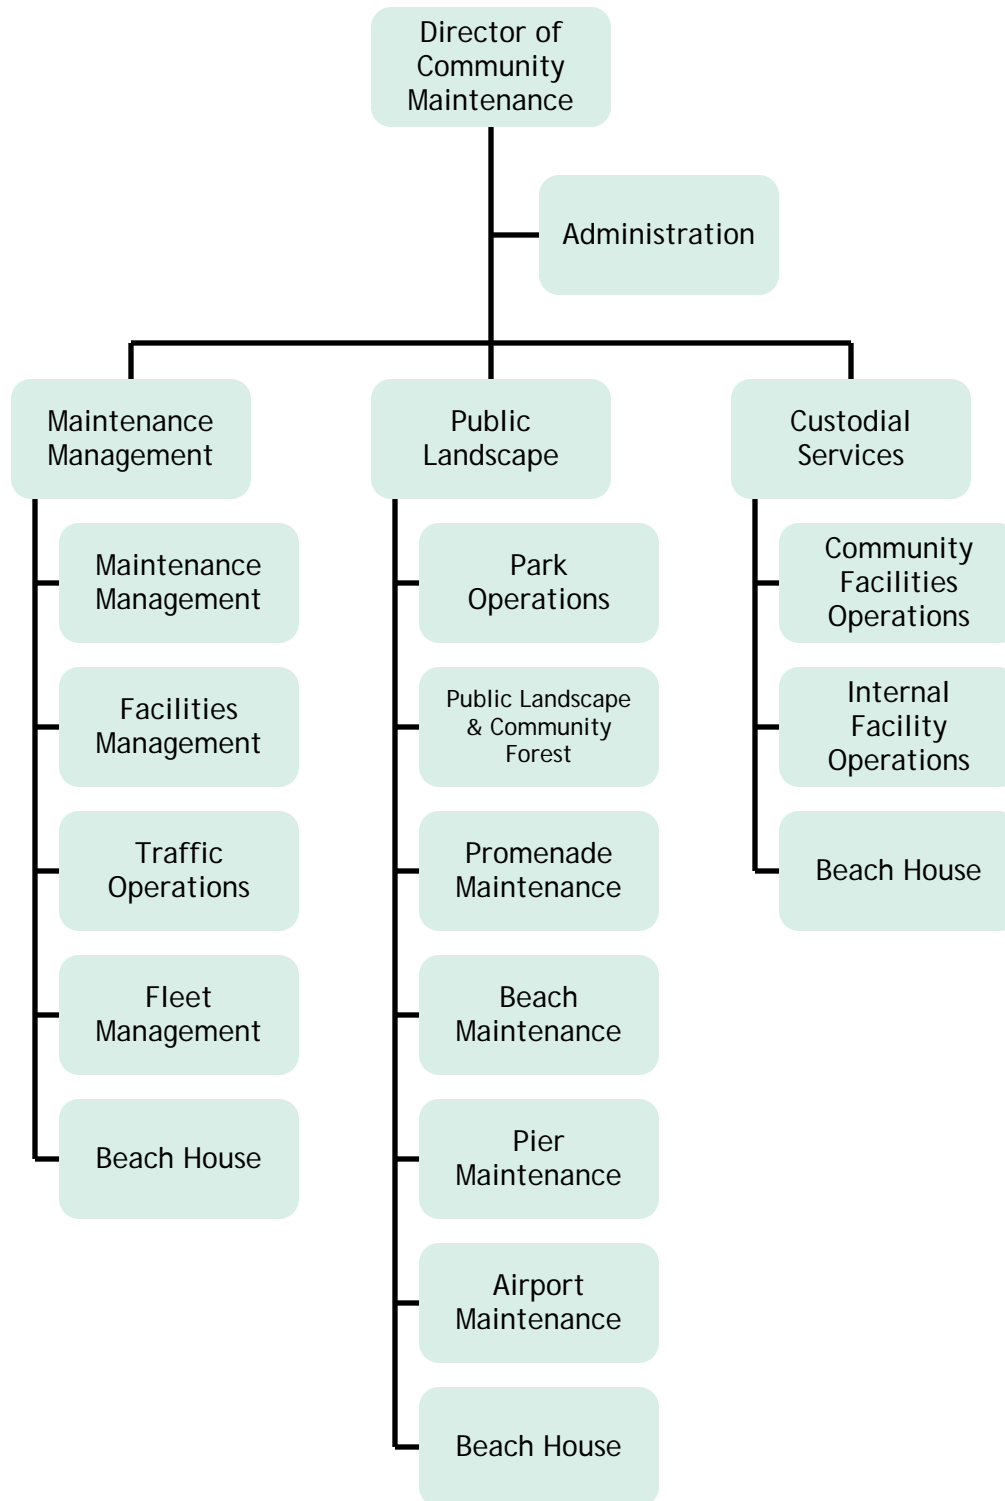 Director of
Community
Maintenance
Administration
Maintenance
Management
Public
Landscape
Custodial
Services
Maintenance
Management
Facilities
Management
Traffic
Operations
Fleet
Management
Beach House
Park
Operations
Public Landscape
& Community
Forest
Promenade
Maintenance
Beach
Maintenance
Pier
Maintenance
Airport
Maintenance
Beach House
Community
Facilities
Operations
Internal
Facility
Operations
Beach House